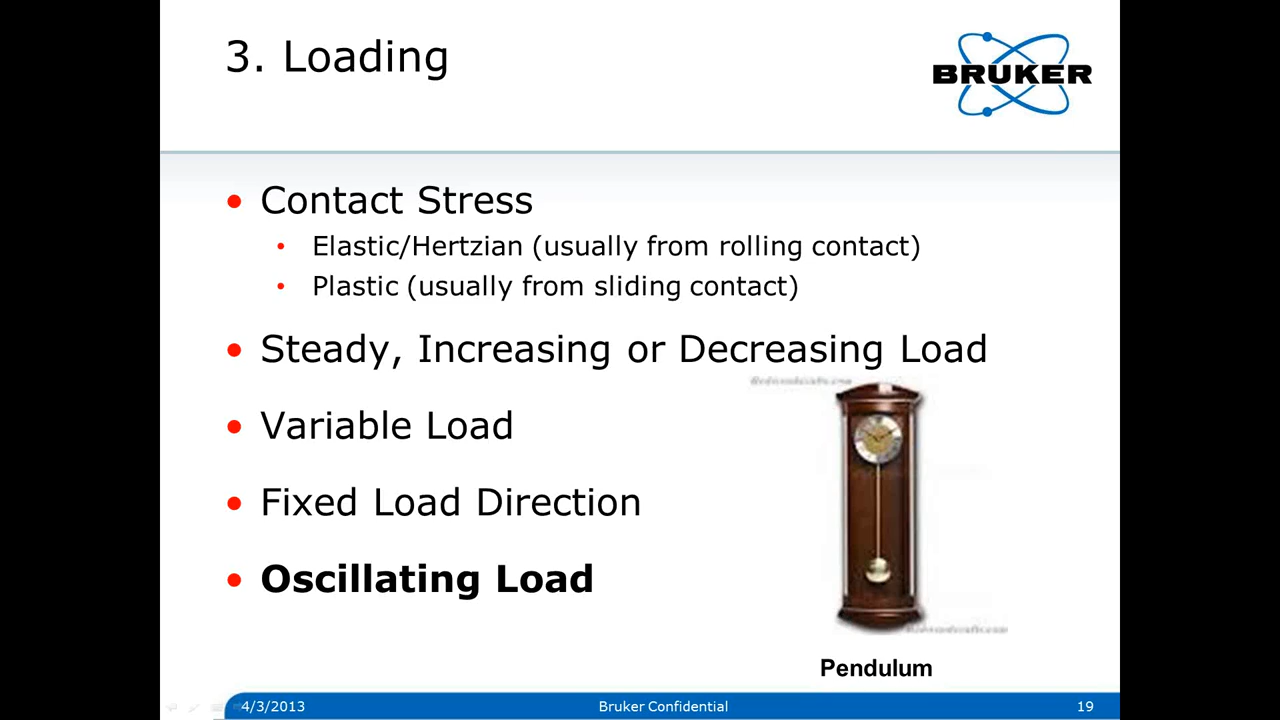 3. Loading
BRUKER
• Contact Stress
• Elastic/Hertzian (usually from rolling contact)
• Plastic (usually from sliding contact)
• Steady, Increasing or Decreasing Load
• Variable Load
• Fixed Load Direction
• Oscillating Load
Pendulum
4/3/2013
Bruker Confidential
19